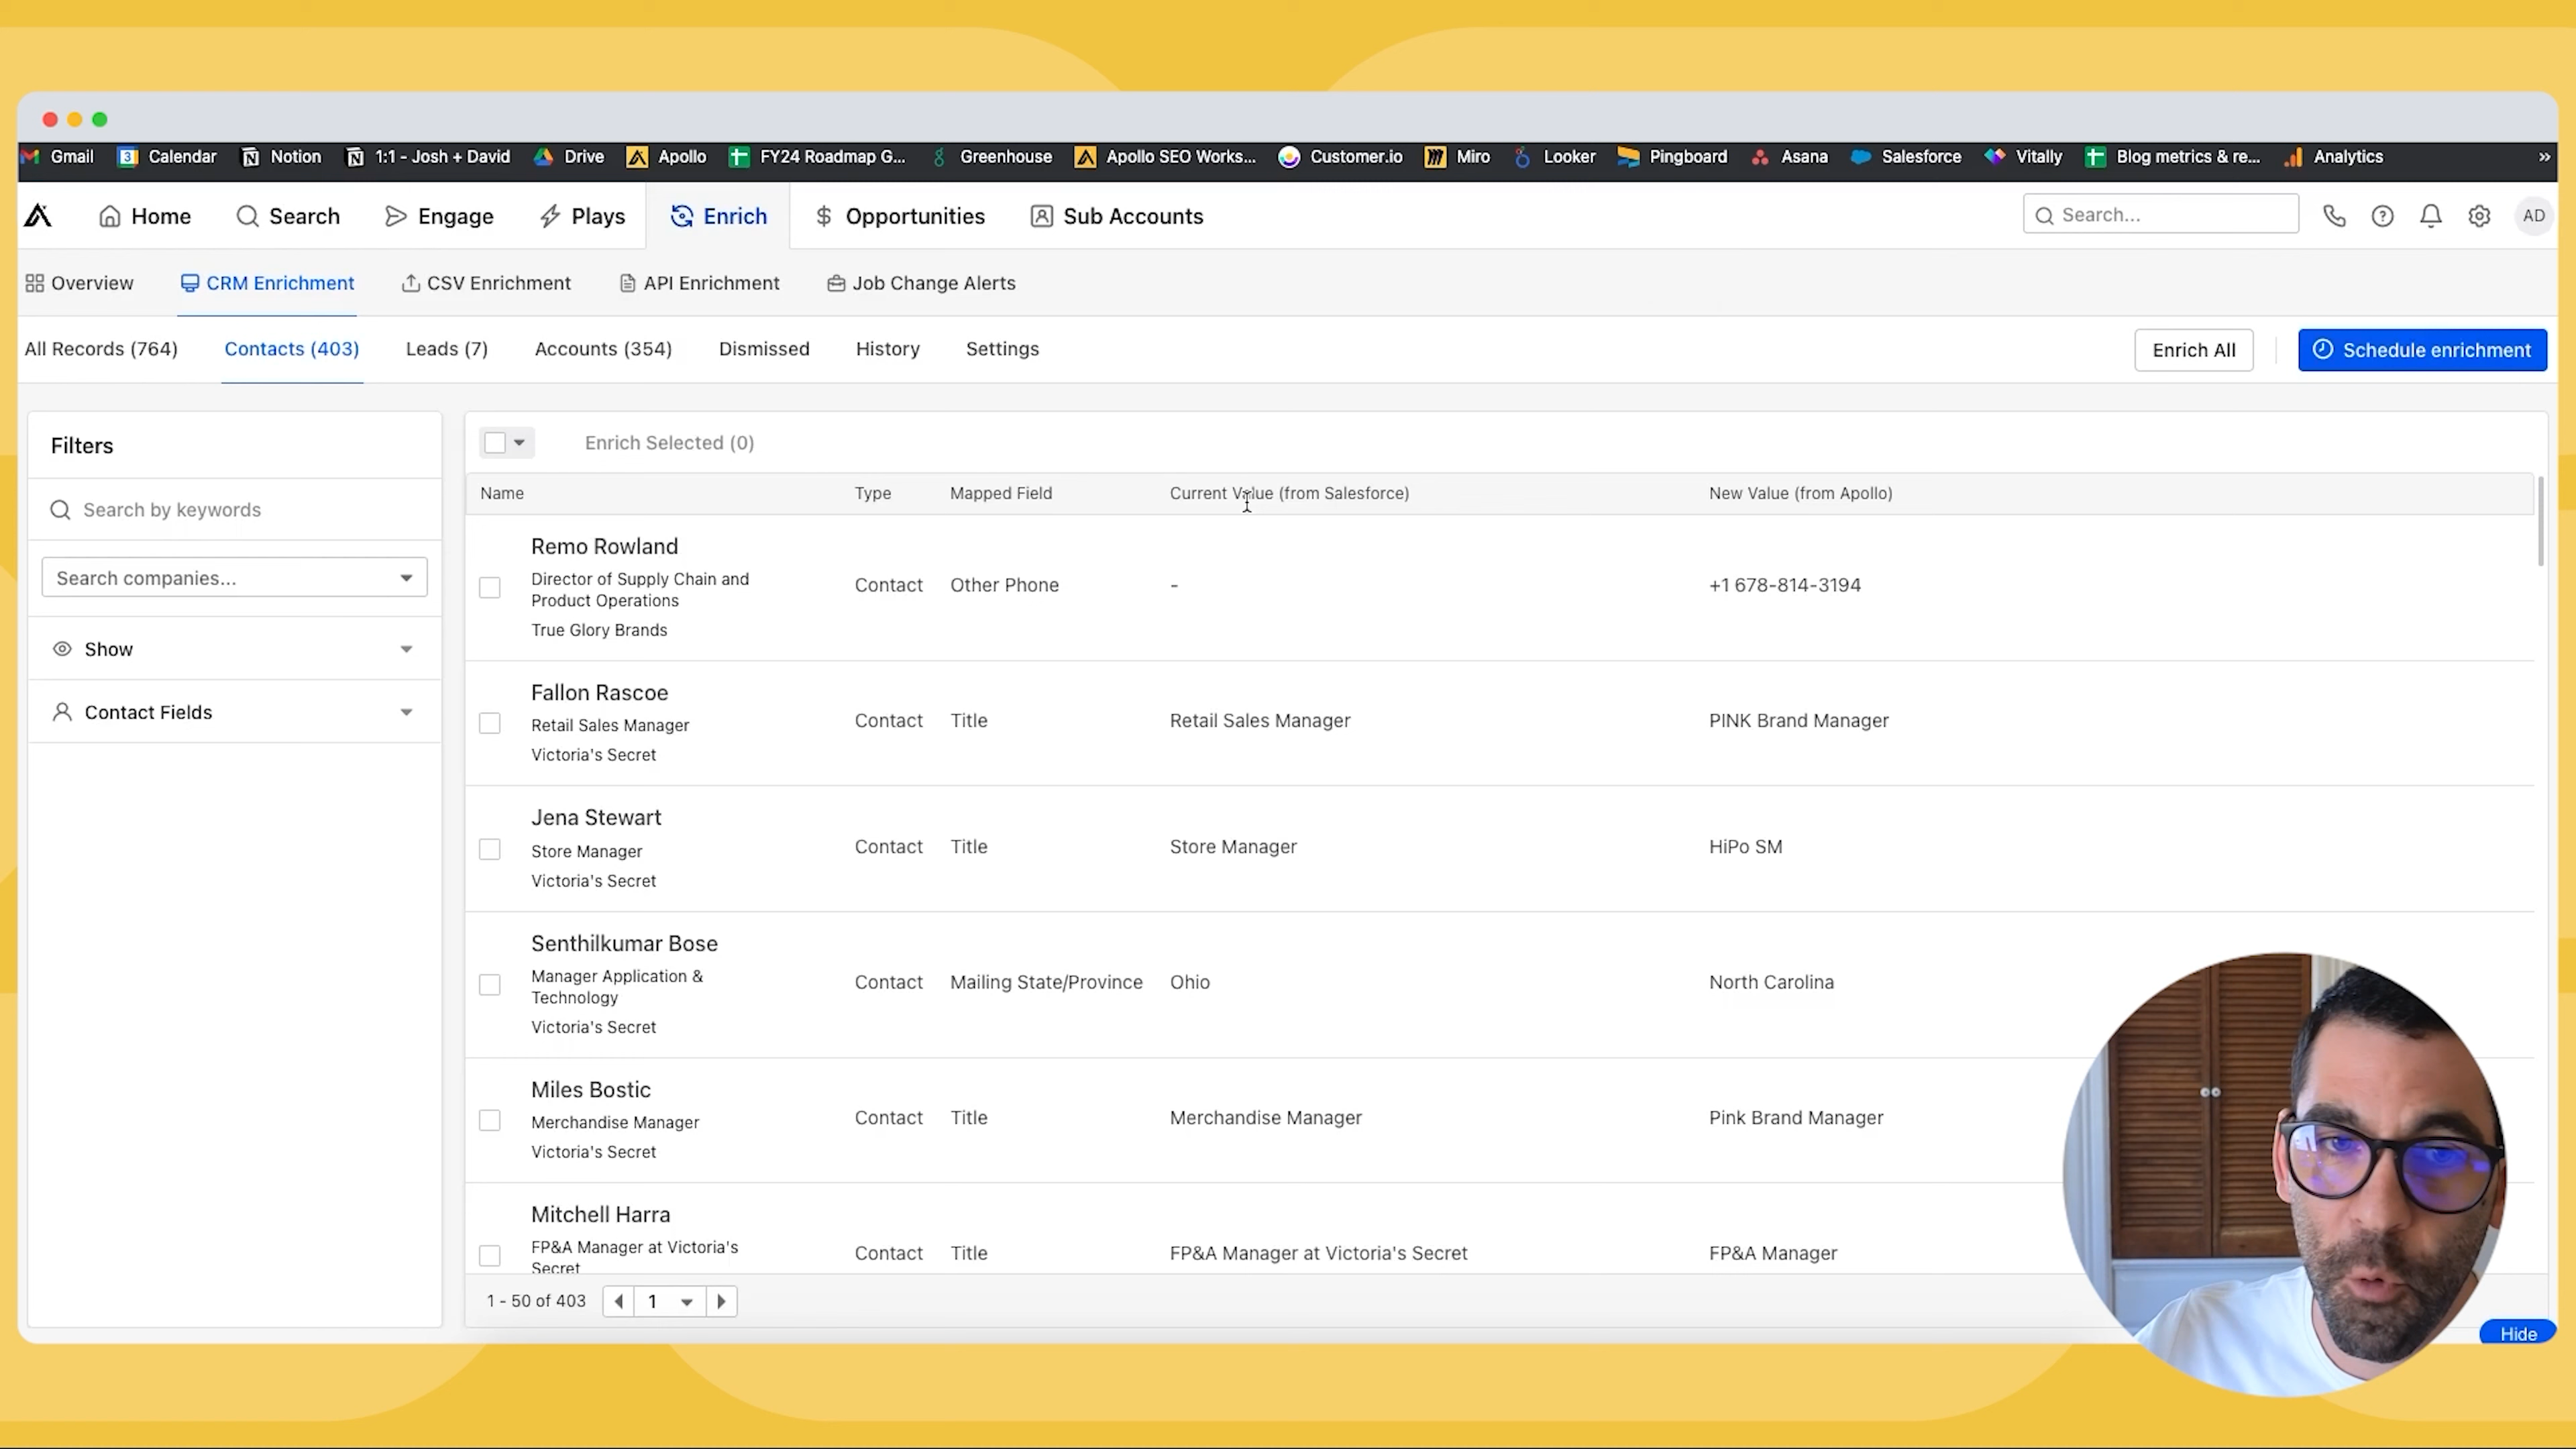 Gmail Calendar Notion 1:1 - Josh + David Drive Apollo FY24 Roadmap G... Greenhouse Apollo SEO Works... Customer.io Miro Looker Pingboard Asana Salesforce Vitally Blog metrics & re... Analytics »
Home Search Engage Plays Enrich Opportunities Sub Accounts Search... AD
Overview CRM Enrichment CSV Enrichment API Enrichment Job Change Alerts
All Records (764) Contacts (403) Leads (7) Accounts (354) Dismissed History Settings Enrich All Schedule enrichment
Filters
Search by keywords
Search companies...
Show
Contact Fields
Enrich Selected (0)
Name Type Mapped Field Current Value (from Salesforce) New Value (from Apollo)
Remo Rowland
Director of Supply Chain and
Product Operations
True Glory Brands
Contact Other Phone - +1 678-814-3194
Fallon Rascoe
Retail Sales Manager
Victoria's Secret
Contact Title Retail Sales Manager PINK Brand Manager
Jena Stewart
Store Manager
Victoria's Secret
Contact Title Store Manager HiPo SM
Senthilkumar Bose
Manager Application &
Technology
Victoria's Secret
Contact Mailing State/Province Ohio North Carolina
Miles Bostic
Merchandise Manager
Victoria's Secret
Contact Title Merchandise Manager Pink Brand Manager
Mitchell Harra
FP&A Manager at Victoria's
Secret
Contact Title FP&A Manager at Victoria's Secret FP&A Manager
1 - 50 of 403 1
Hide